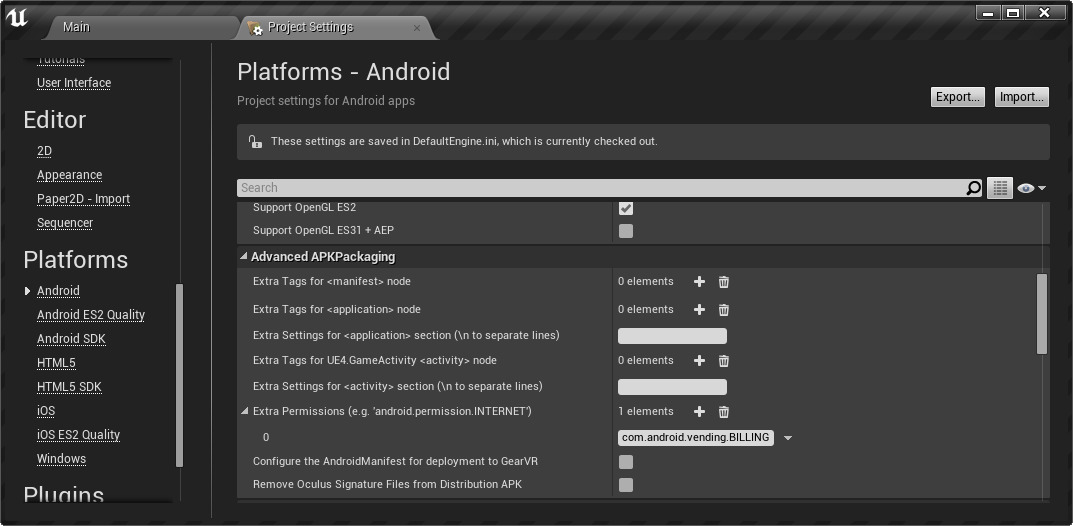 Main
Project Settings
Tutorials
User Interface
Editor
2D
Appearance
Paper2D - Import
Sequencer
Platforms
Android
Android ES2 Quality
Android SDK
HTML5
HTML5 SDK
iOS
iOS ES2 Quality
Windows
Plugins
Platforms - Android
Project settings for Android apps
Export...
Import...
These settings are saved in DefaultEngine.ini, which is currently checked out.
Search
Support OpenGL ES2
Support OpenGL ES31 + AEP
Advanced APKPackaging
Extra Tags for <manifest> node
0 elements
Extra Tags for <application> node
0 elements
Extra Settings for <application> section (\n to separate lines)
Extra Tags for UE4.GameActivity <activity> node
0 elements
Extra Settings for <activity> section (\n to separate lines)
Extra Permissions (e.g. 'android.permission.INTERNET')
1 elements
0
com.android.vending.BILLING
Configure the AndroidManifest for deployment to GearVR
Remove Oculus Signature Files from Distribution APK